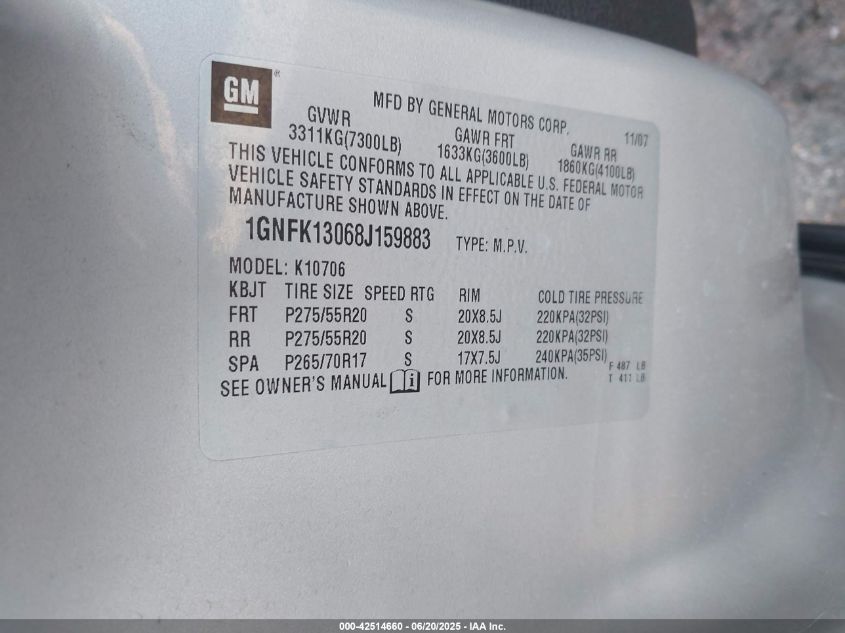 GM ®
MFD BY GENERAL MOTORS CORP. 11/07
GVWR GAWR FRT GAWR RR
3311KG(7300LB) 1633KG(3600LB) 1860KG(4100LB)
THIS VEHICLE CONFORMS TO ALL APPLICABLE U.S. FEDERAL MOTOR
VEHICLE SAFETY STANDARDS IN EFFECT ON THE DATE OF
MANUFACTURE SHOWN ABOVE.
1GNFK13068J159883 TYPE: M.P.V.
MODEL: K10706
KBJT TIRE SIZE SPEED RTG RIM COLD TIRE PRESSURE
FRT P275/55R20 S 20X8.5J 220KPA(32PSI)
RR P275/55R20 S 20X8.5J 220KPA(32PSI)
SPA P265/70R17 S 17X7.5J 240KPA(35PSI)
F 487 LB
T 411 LB
SEE OWNER'S MANUAL i FOR MORE INFORMATION.
000-42514660 - 06/20/2025 - IAA Inc.